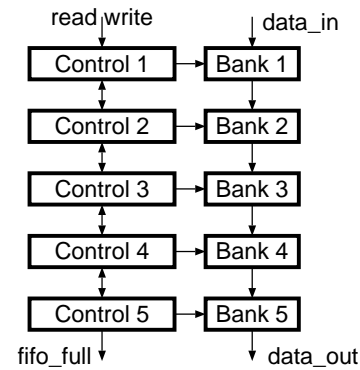 read write data_in
Control 1 Bank 1
Control 2 Bank 2
Control 3 Bank 3
Control 4 Bank 4
Control 5 Bank 5
fifo_full data_out